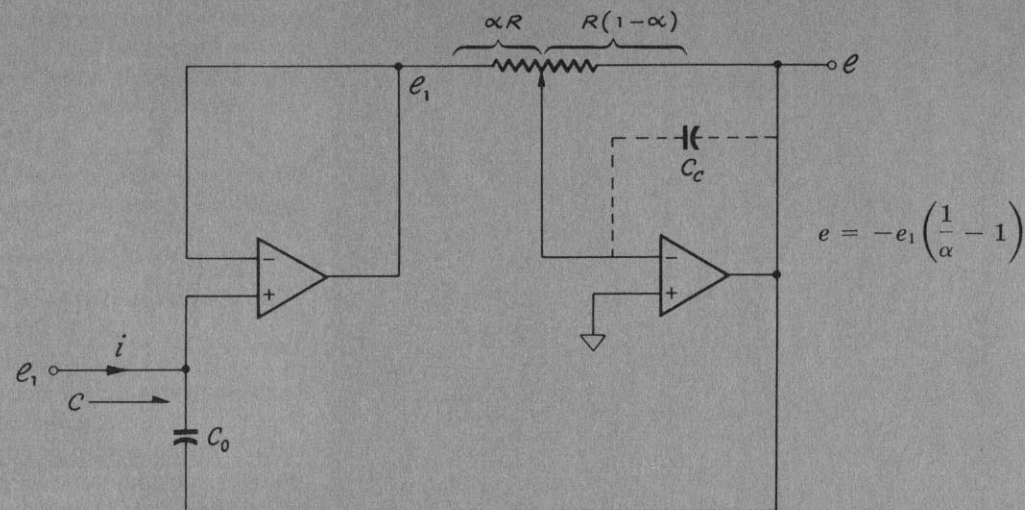 αR
R(1-α)
e₁
e
C_c
e = -e₁(1/α - 1)
−
+
−
+
e₁
i
C
C₀